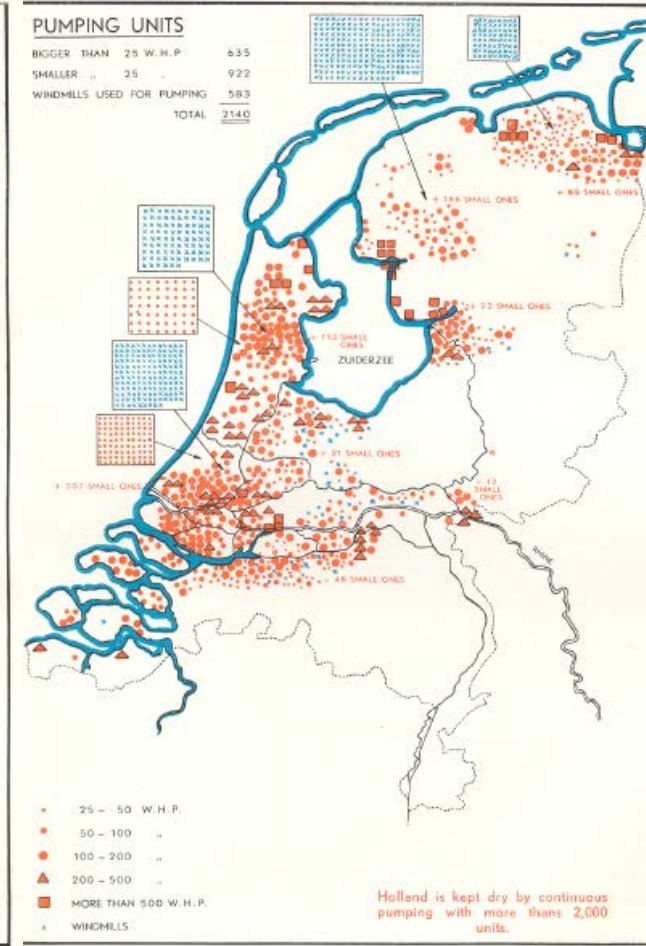 PUMPING UNITS
BIGGER THAN 25 W.H.P 635
SMALLER „ 25 „ 922
WINDMILLS USED FOR PUMPING 583
TOTAL 2140
+ 186 SMALL ONES
+ 85 SMALL ONES
+ 22 SMALL ONES
+ 113 SMALL
ONES
ZUIDERZEE
+ 31 SMALL ONES
+ 207 SMALL ONES
+ 12
SMALL
ONES
SMALL ONES
RHINE
25 – 50 W.H.P.
50 – 100 „
100 – 200 „
200 – 500 „
MORE THAN 500 W.H.P.
WINDMILLS
Holland is kept dry by continuous
pumping with more thans 2,000
units.